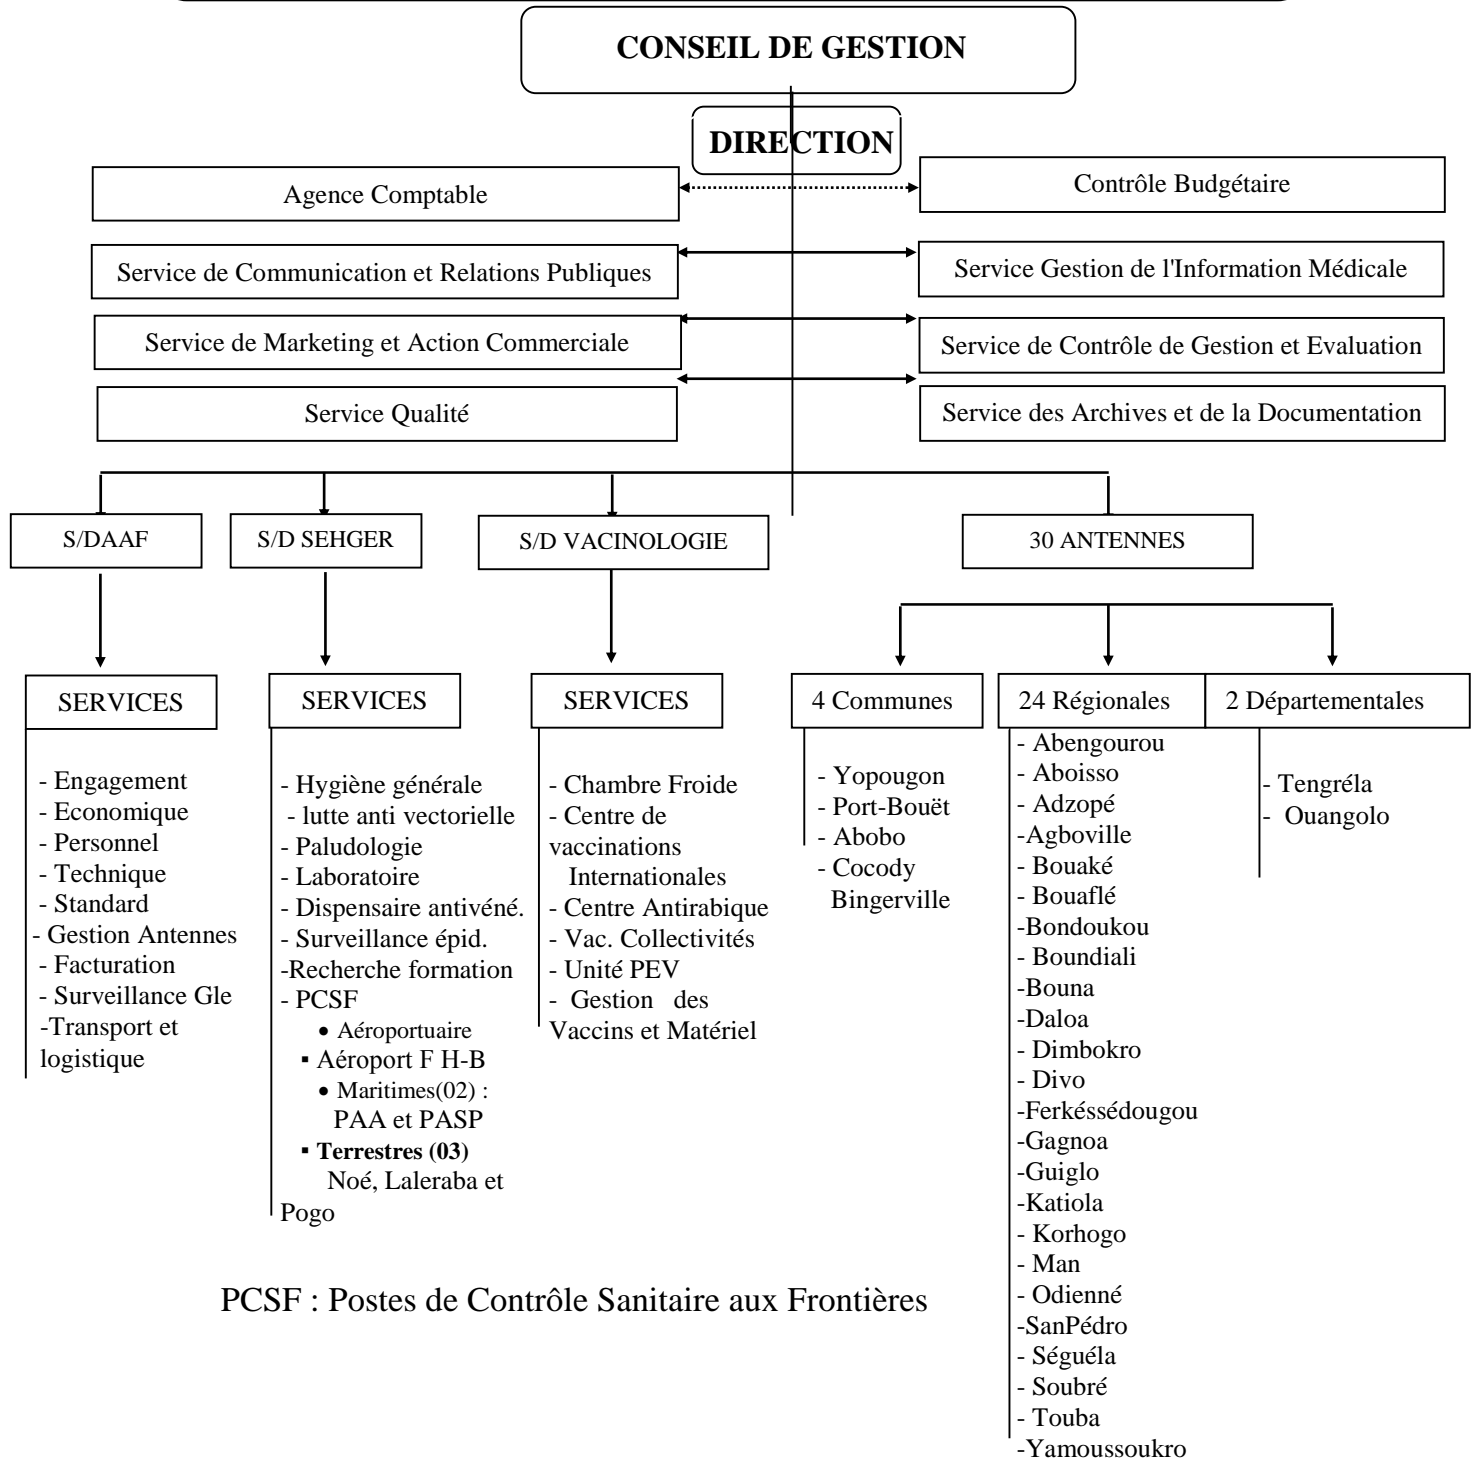 CONSEIL DE GESTION
DIRECTION
Agence Comptable
Contrôle Budgétaire
Service de Communication et Relations Publiques
Service Gestion de l'Information Médicale
Service de Marketing et Action Commerciale
Service de Contrôle de Gestion et Evaluation
Service Qualité
Service des Archives et de la Documentation
S/DAAF
S/D SEHGER
S/D VACINOLOGIE
30 ANTENNES
SERVICES
- Engagement
- Economique
- Personnel
- Technique
- Standard
- Gestion Antennes
- Facturation
- Surveillance Gle
-Transport et
logistique
SERVICES
- Hygiène générale
- lutte anti vectorielle
- Paludologie
- Laboratoire
- Dispensaire antivéné.
- Surveillance épid.
-Recherche formation
- PCSF
• Aéroportuaire
▪ Aéroport F H-B
• Maritimes(02) :
PAA et PASP
▪ Terrestres (03)
Noé, Laleraba et
Pogo
SERVICES
- Chambre Froide
- Centre de
vaccinations
Internationales
- Centre Antirabique
- Vac. Collectivités
- Unité PEV
- Gestion des
Vaccins et Matériel
4 Communes
- Yopougon
- Port-Bouët
- Abobo
- Cocody
Bingerville
24 Régionales
- Abengourou
- Aboisso
- Adzopé
-Agboville
- Bouaké
- Bouaflé
-Bondoukou
- Boundiali
-Bouna
-Daloa
- Dimbokro
- Divo
-Ferkéssédougou
-Gagnoa
-Guiglo
-Katiola
- Korhogo
- Man
- Odienné
-SanPédro
- Séguéla
- Soubré
- Touba
-Yamoussoukro
2 Départementales
- Tengréla
- Ouangolo
PCSF : Postes de Contrôle Sanitaire aux Frontières